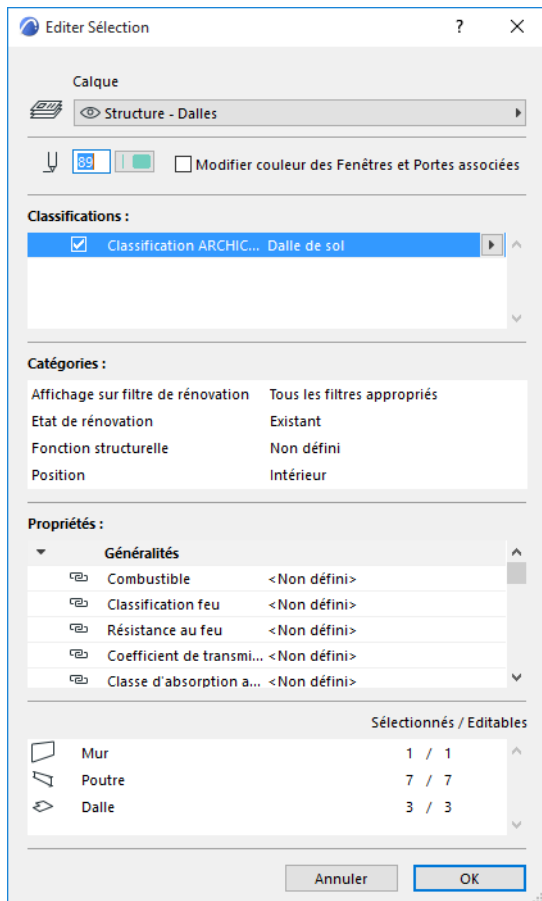 Editer Sélection ?
Calque
Structure - Dalles
89 Modifier couleur des Fenêtres et Portes associées
Classifications :
Classification ARCHIC... Dalle de sol
Catégories :
Affichage sur filtre de rénovation Tous les filtres appropriés
Etat de rénovation Existant
Fonction structurelle Non défini
Position Intérieur
Propriétés :
Généralités
Combustible <Non défini>
Classification feu <Non défini>
Résistance au feu <Non défini>
Coefficient de transmi... <Non défini>
Classe d'absorption a... <Non défini>
Sélectionnés / Editables
Mur 1 / 1
Poutre 7 / 7
Dalle 3 / 3
Annuler OK